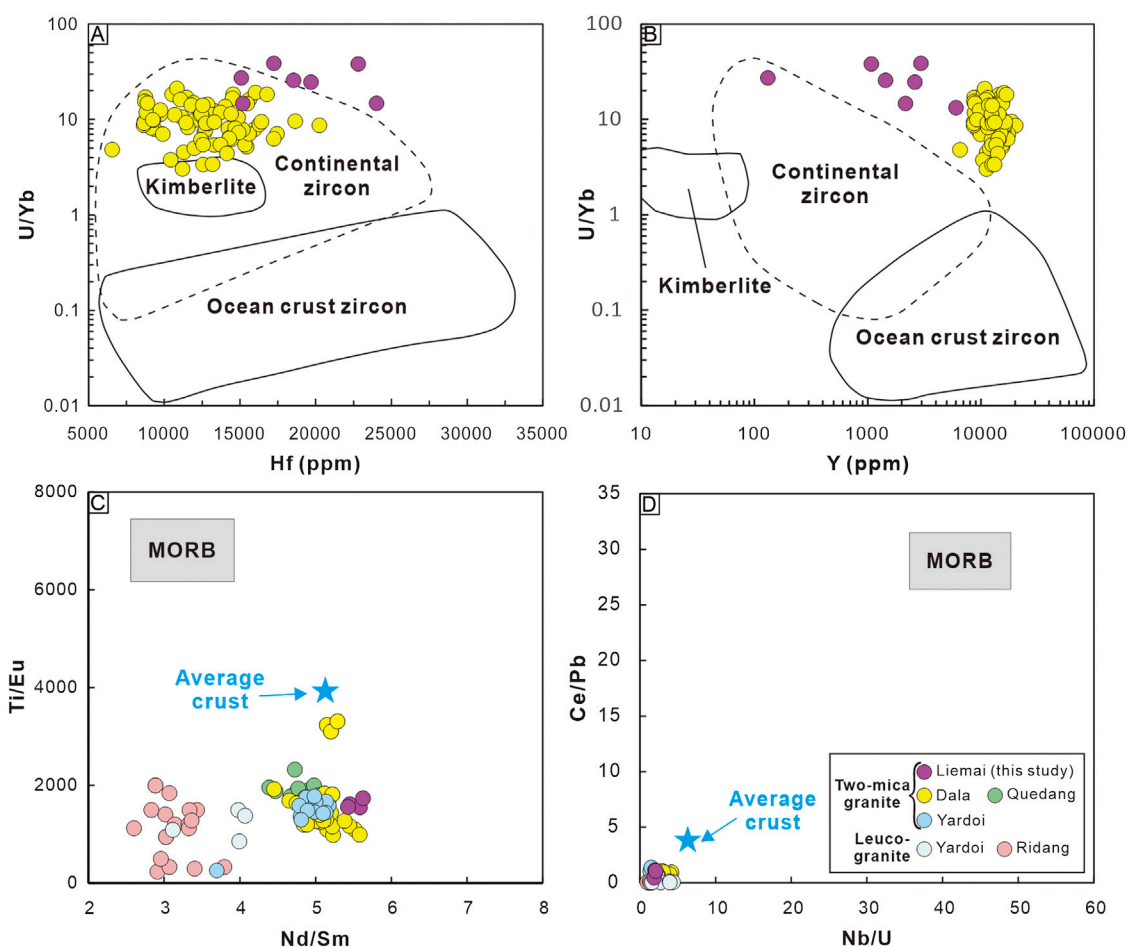 A
100
10
1
0.1
0.01
U/Yb
Kimberlite
Continental
zircon
Ocean crust zircon
5000
10000
15000
20000
25000
30000
35000
Hf (ppm)
B
100
10
1
0.1
0.01
U/Yb
Continental
zircon
Kimberlite
Ocean crust zircon
10
100
1000
10000
100000
Y (ppm)
C
8000
6000
4000
2000
0
Ti/Eu
MORB
Average
crust
2
3
4
5
6
7
8
Nd/Sm
D
35
30
25
20
15
10
5
0
Ce/Pb
MORB
Average
crust
Two-mica
granite
Liemai (this study)
Dala
Quedang
Yardoi
Leuco-
granite
Yardoi
Ridang
0
10
20
30
40
50
60
Nb/U